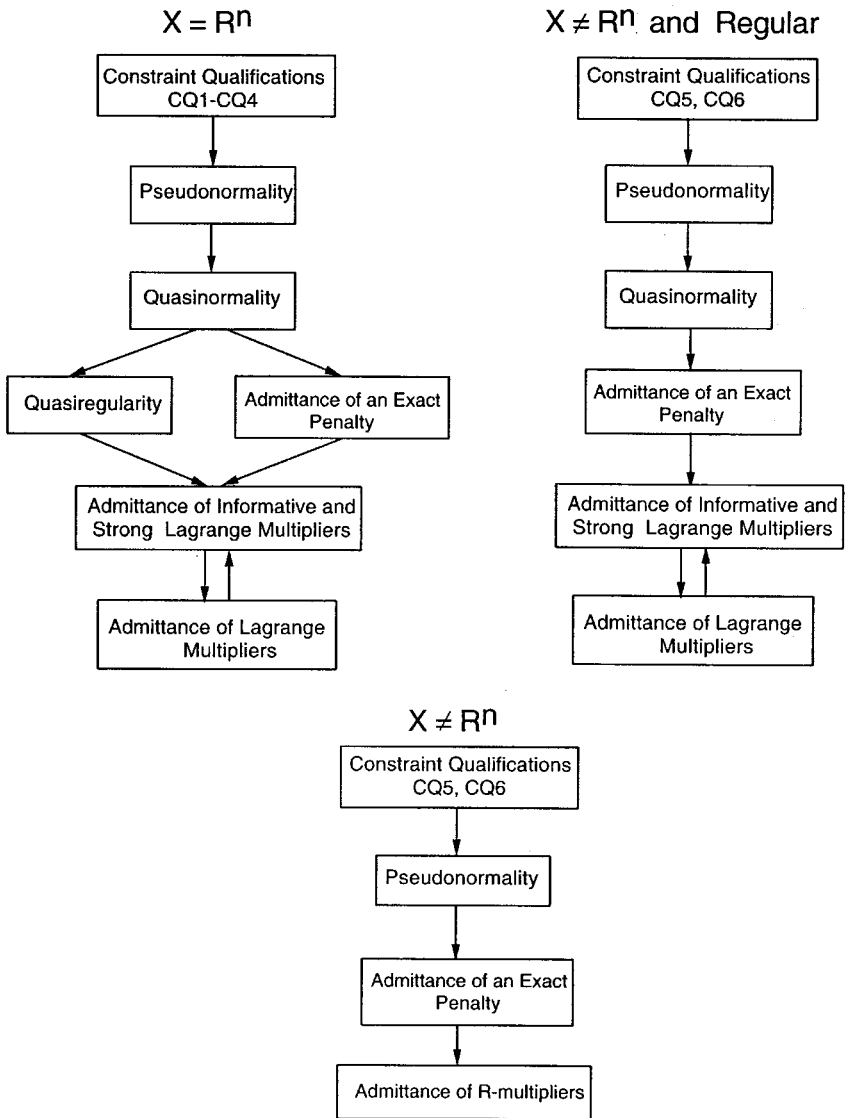 X = Rⁿ
Constraint Qualifications
CQ1-CQ4
Pseudonormality
Quasinormality
Quasiregularity
Admittance of an Exact
Penalty
Admittance of Informative and
Strong Lagrange Multipliers
Admittance of Lagrange
Multipliers
X ≠ Rⁿ and Regular
Constraint Qualifications
CQ5, CQ6
Pseudonormality
Quasinormality
Admittance of an Exact
Penalty
Admittance of Informative and
Strong Lagrange Multipliers
Admittance of Lagrange
Multipliers
X ≠ Rⁿ
Constraint Qualifications
CQ5, CQ6
Pseudonormality
Admittance of an Exact
Penalty
Admittance of R-multipliers